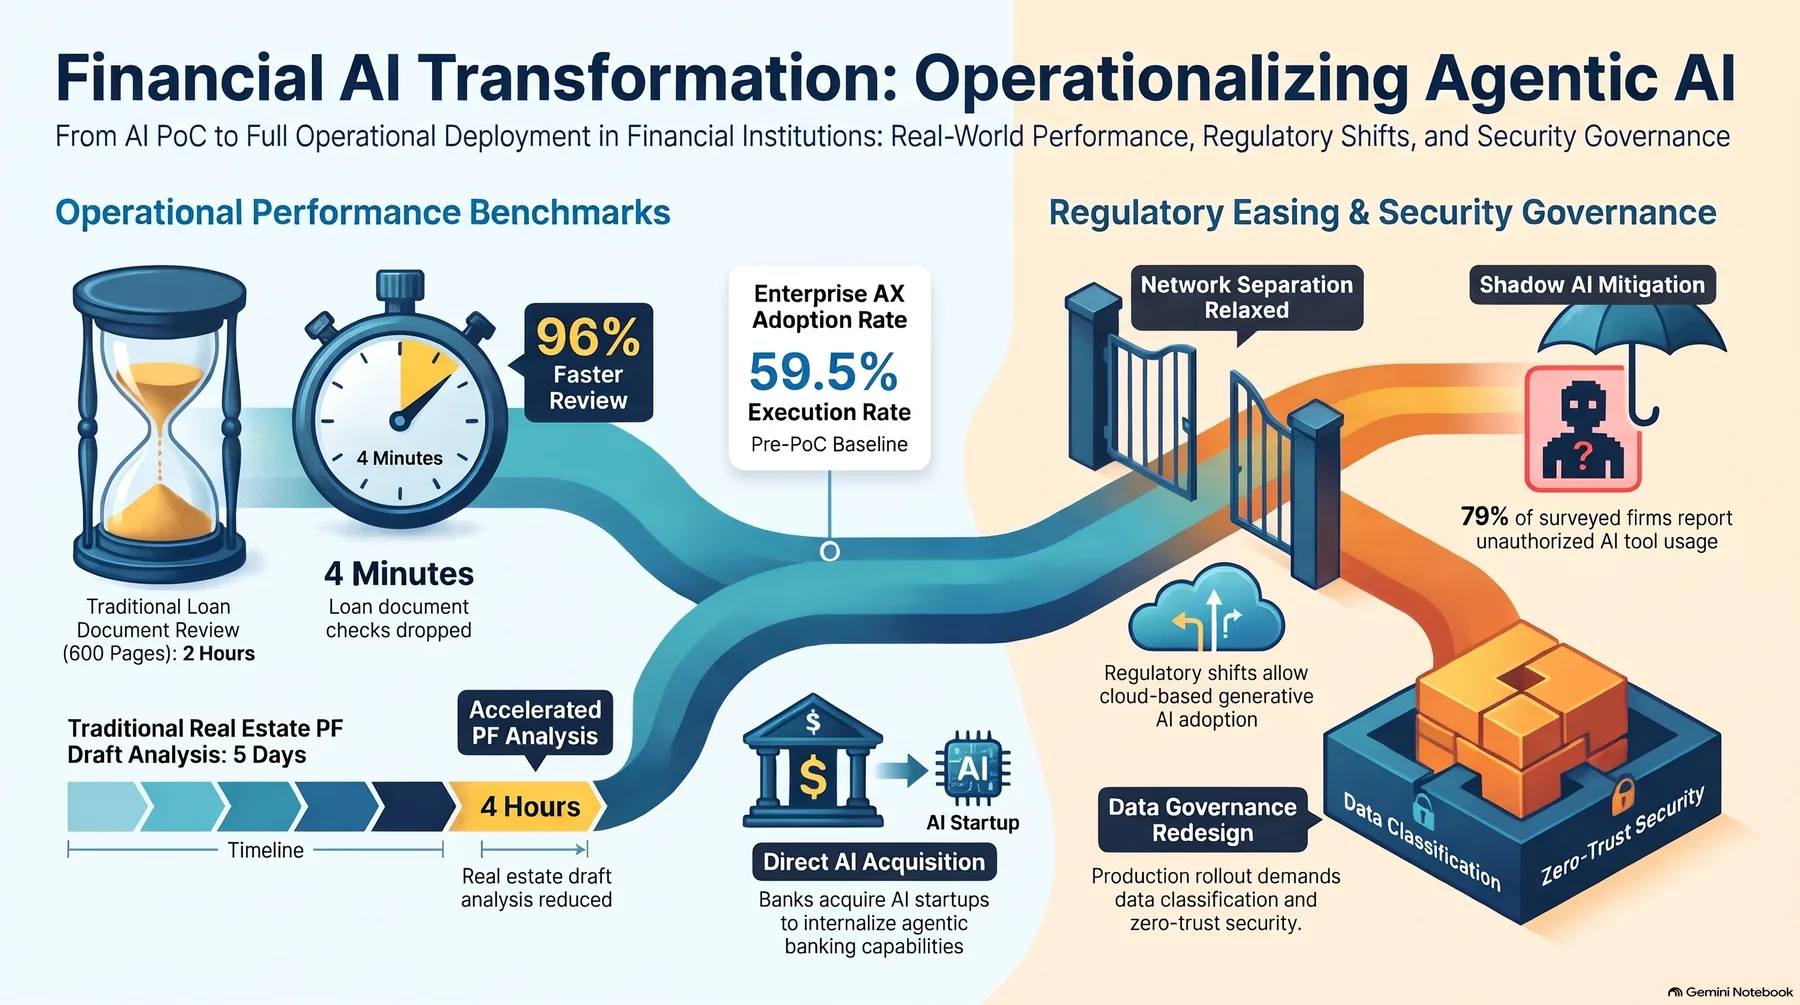 Financial AI Transformation: Operationalizing Agentic AI
From AI PoC to Full Operational Deployment in Financial Institutions: Real-World Performance, Regulatory Shifts, and Security Governance
Operational Performance Benchmarks
4 Minutes
96%
Faster
Review
Traditional Loan
Document Review
(600 Pages): 2 Hours
4 Minutes
Loan document
checks dropped
Enterprise AX
Adoption Rate
59.5%
Execution Rate
Pre-PoC Baseline
Traditional Real Estate PF
Draft Analysis: 5 Days
Accelerated
PF Analysis
4 Hours
Timeline
Real estate draft
analysis reduced
$
$
AI
AI Startup
Direct AI Acquisition
Banks acquire AI startups
to internalize agentic
banking capabilities
Regulatory Easing & Security Governance
Network Separation
Relaxed
Shadow AI Mitigation
?
79% of surveyed firms report
unauthorized AI tool usage
Regulatory shifts allow
cloud-based generative
AI adoption
Data Governance
Redesign
Production rollout demands
data classification and
zero-trust security.
Data Classification
Zero-Trust Security
Gemini Notebook